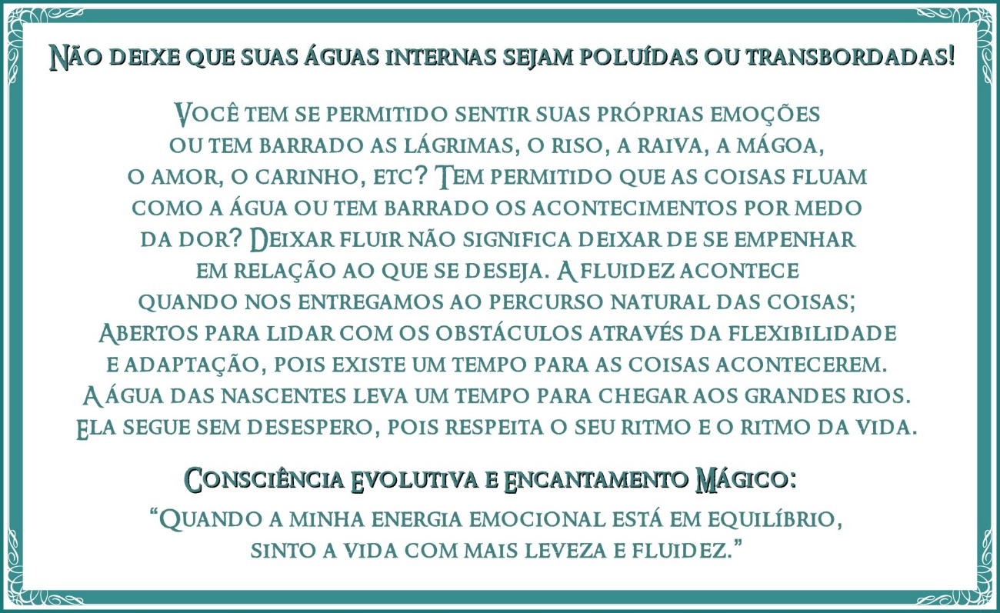 Não deixe que suas águas internas sejam poluídas ou transbordadas!
Você tem se permitido sentir suas próprias emoções
ou tem barrado as lágrimas, o riso, a raiva, a mágoa,
o amor, o carinho, etc? Tem permitido que as coisas fluam
como a água ou tem barrado os acontecimentos por medo
da dor? Deixar fluir não significa deixar de se empenhar
em relação ao que se deseja. A fluidez acontece
quando nos entregamos ao percurso natural das coisas;
Abertos para lidar com os obstáculos através da flexibilidade
e adaptação, pois existe um tempo para as coisas acontecerem.
A água das nascentes leva um tempo para chegar aos grandes rios.
Ela segue sem desespero, pois respeita o seu ritmo e o ritmo da vida.
Consciência Evolutiva e Encantamento Mágico:
“Quando a minha energia emocional está em equilíbrio,
sinto a vida com mais leveza e fluidez.”